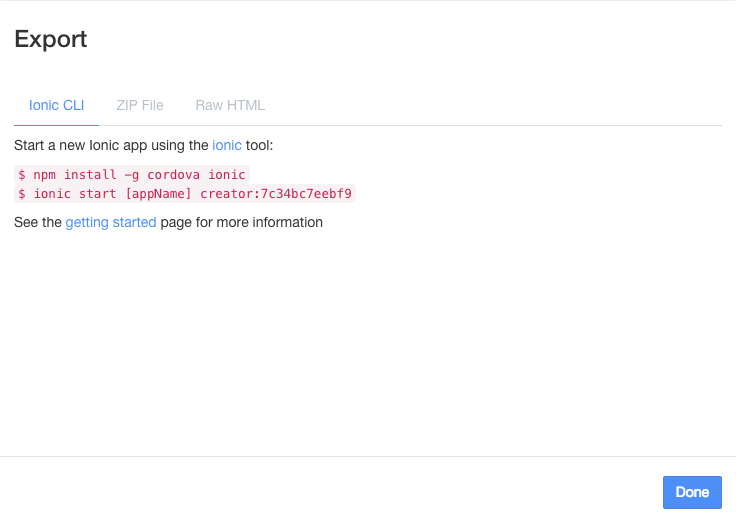 Export
Ionic CLI ZIP File Raw HTML
Start a new Ionic app using the ionic tool:
$ npm install -g cordova ionic
$ ionic start [appName] creator:7c34bc7eebf9
See the getting started page for more information
Done